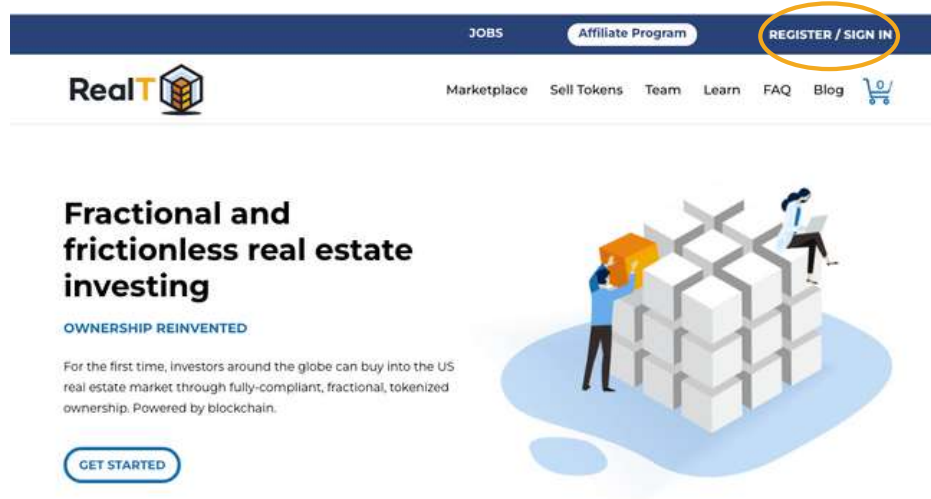 JOBS Affiliate Program REGISTER / SIGN IN
RealT Marketplace Sell Tokens Team Learn FAQ Blog 0
Fractional and
frictionless real estate
investing
OWNERSHIP REINVENTED
For the first time, investors around the globe can buy into the US
real estate market through fully-compliant, fractional, tokenized
ownership. Powered by blockchain.
GET STARTED